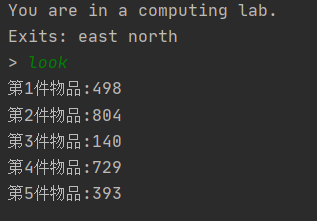 You are in a computing lab.
Exits: east north
> look
第1件物品:498
第2件物品:804
第3件物品:140
第4件物品:729
第5件物品:393